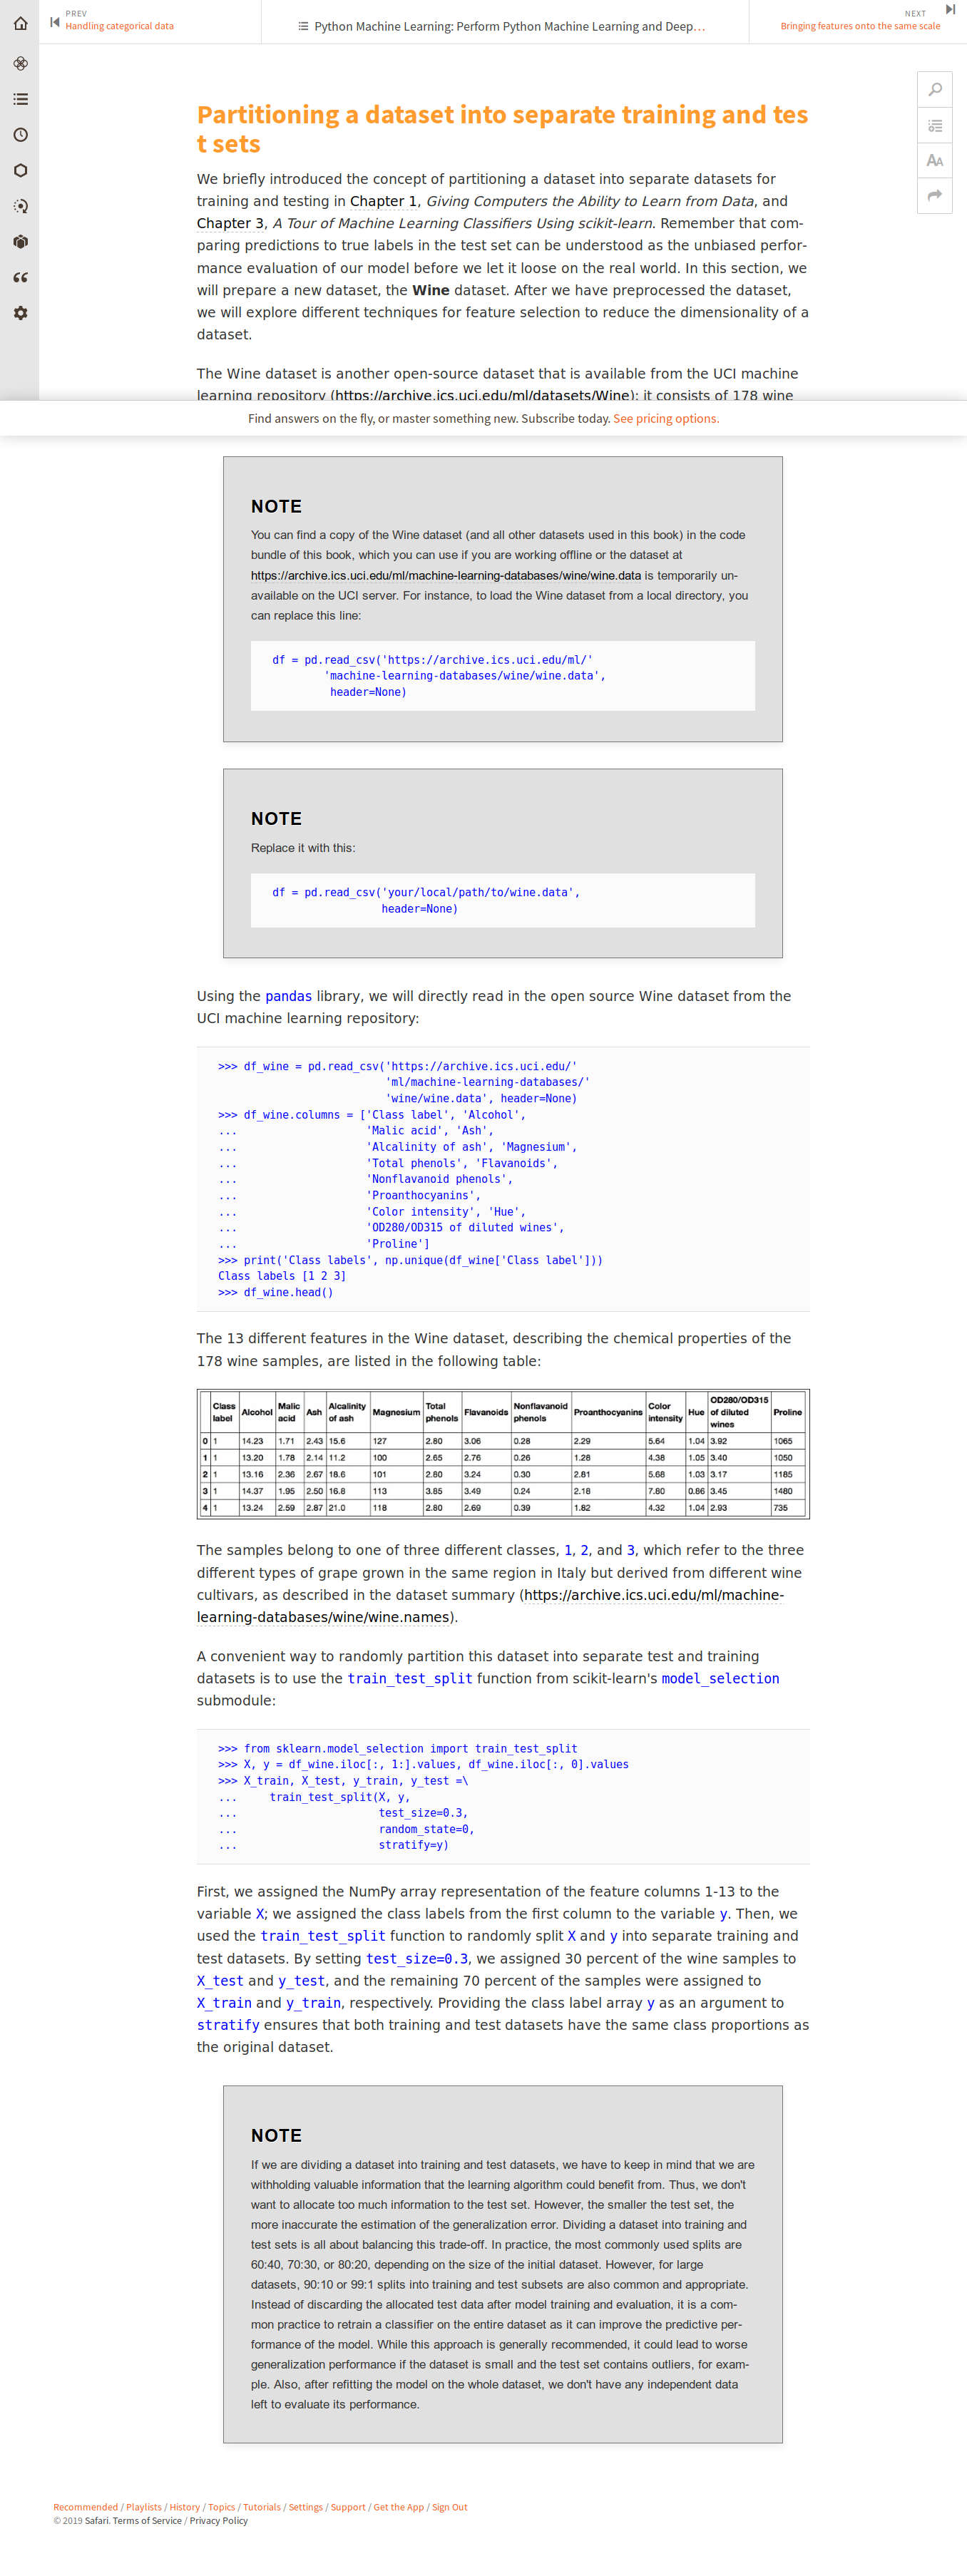 PREV
Handling categorical data
Python Machine Learning: Perform Python Machine Learning and Deep…
NEXT
Bringing features onto the same scale
Partitioning a dataset into separate training and tes
t sets
We briefly introduced the concept of partitioning a dataset into separate datasets for
training and testing in Chapter 1, Giving Computers the Ability to Learn from Data, and
Chapter 3, A Tour of Machine Learning Classifiers Using scikit-learn. Remember that com-
paring predictions to true labels in the test set can be understood as the unbiased perfor-
mance evaluation of our model before we let it loose on the real world. In this section, we
will prepare a new dataset, the Wine dataset. After we have preprocessed the dataset,
we will explore different techniques for feature selection to reduce the dimensionality of a
dataset.
The Wine dataset is another open-source dataset that is available from the UCI machine
learning repository (https://archive.ics.uci.edu/ml/datasets/Wine); it consists of 178 wine
Find answers on the fly, or master something new. Subscribe today. See pricing options.
NOTE
You can find a copy of the Wine dataset (and all other datasets used in this book) in the code
bundle of this book, which you can use if you are working offline or the dataset at
https://archive.ics.uci.edu/ml/machine-learning-databases/wine/wine.data is temporarily un-
available on the UCI server. For instance, to load the Wine dataset from a local directory, you
can replace this line:
df = pd.read_csv('https://archive.ics.uci.edu/ml/'
'machine-learning-databases/wine/wine.data',
header=None)
NOTE
Replace it with this:
df = pd.read_csv('your/local/path/to/wine.data',
header=None)
Using the pandas library, we will directly read in the open source Wine dataset from the
UCI machine learning repository:
>>> df_wine = pd.read_csv('https://archive.ics.uci.edu/'
'ml/machine-learning-databases/'
'wine/wine.data', header=None)
>>> df_wine.columns = ['Class label', 'Alcohol',
... 'Malic acid', 'Ash',
... 'Alcalinity of ash', 'Magnesium',
... 'Total phenols', 'Flavanoids',
... 'Nonflavanoid phenols',
... 'Proanthocyanins',
... 'Color intensity', 'Hue',
... 'OD280/OD315 of diluted wines',
... 'Proline']
>>> print('Class labels', np.unique(df_wine['Class label']))
Class labels [1 2 3]
>>> df_wine.head()
The 13 different features in the Wine dataset, describing the chemical properties of the
178 wine samples, are listed in the following table:
Class label Alcohol Malic acid Ash Alcalinity of ash Magnesium Total phenols Flavanoids Nonflavanoid phenols Proanthocyanins Color intensity Hue OD280/OD315 of diluted wines Proline
0 1 14.23 1.71 2.43 15.6 127 2.80 3.06 0.28 2.29 5.64 1.04 3.92 1065
1 1 13.20 1.78 2.14 11.2 100 2.65 2.76 0.26 1.28 4.38 1.05 3.40 1050
2 1 13.16 2.36 2.67 18.6 101 2.80 3.24 0.30 2.81 5.68 1.03 3.17 1185
3 1 14.37 1.95 2.50 16.8 113 3.85 3.49 0.24 2.18 7.80 0.86 3.45 1480
4 1 13.24 2.59 2.87 21.0 118 2.80 2.69 0.39 1.82 4.32 1.04 2.93 735
The samples belong to one of three different classes, 1, 2, and 3, which refer to the three
different types of grape grown in the same region in Italy but derived from different wine
cultivars, as described in the dataset summary (https://archive.ics.uci.edu/ml/machine-
learning-databases/wine/wine.names).
A convenient way to randomly partition this dataset into separate test and training
datasets is to use the train_test_split function from scikit-learn's model_selection
submodule:
>>> from sklearn.model_selection import train_test_split
>>> X, y = df_wine.iloc[:, 1:].values, df_wine.iloc[:, 0].values
>>> X_train, X_test, y_train, y_test =\
... train_test_split(X, y,
... test_size=0.3,
... random_state=0,
... stratify=y)
First, we assigned the NumPy array representation of the feature columns 1-13 to the
variable X; we assigned the class labels from the first column to the variable y. Then, we
used the train_test_split function to randomly split X and y into separate training and
test datasets. By setting test_size=0.3, we assigned 30 percent of the wine samples to
X_test and y_test, and the remaining 70 percent of the samples were assigned to
X_train and y_train, respectively. Providing the class label array y as an argument to
stratify ensures that both training and test datasets have the same class proportions as
the original dataset.
NOTE
If we are dividing a dataset into training and test datasets, we have to keep in mind that we are
withholding valuable information that the learning algorithm could benefit from. Thus, we don't
want to allocate too much information to the test set. However, the smaller the test set, the
more inaccurate the estimation of the generalization error. Dividing a dataset into training and
test sets is all about balancing this trade-off. In practice, the most commonly used splits are
60:40, 70:30, or 80:20, depending on the size of the initial dataset. However, for large
datasets, 90:10 or 99:1 splits into training and test subsets are also common and appropriate.
Instead of discarding the allocated test data after model training and evaluation, it is a com-
mon practice to retrain a classifier on the entire dataset as it can improve the predictive per-
formance of the model. While this approach is generally recommended, it could lead to worse
generalization performance if the dataset is small and the test set contains outliers, for exam-
ple. Also, after refitting the model on the whole dataset, we don't have any independent data
left to evaluate its performance.
Recommended / Playlists / History / Topics / Tutorials / Settings / Support / Get the App / Sign Out
© 2019 Safari. Terms of Service / Privacy Policy